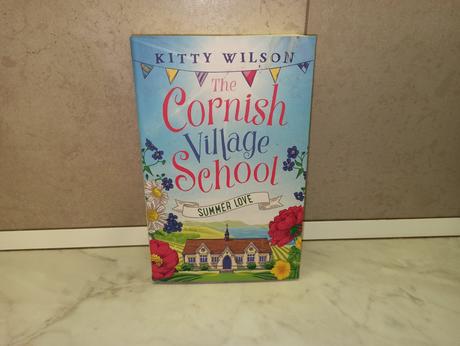 KITTY WILSON
The
Cornish
Village
School
SUMMER LOVE